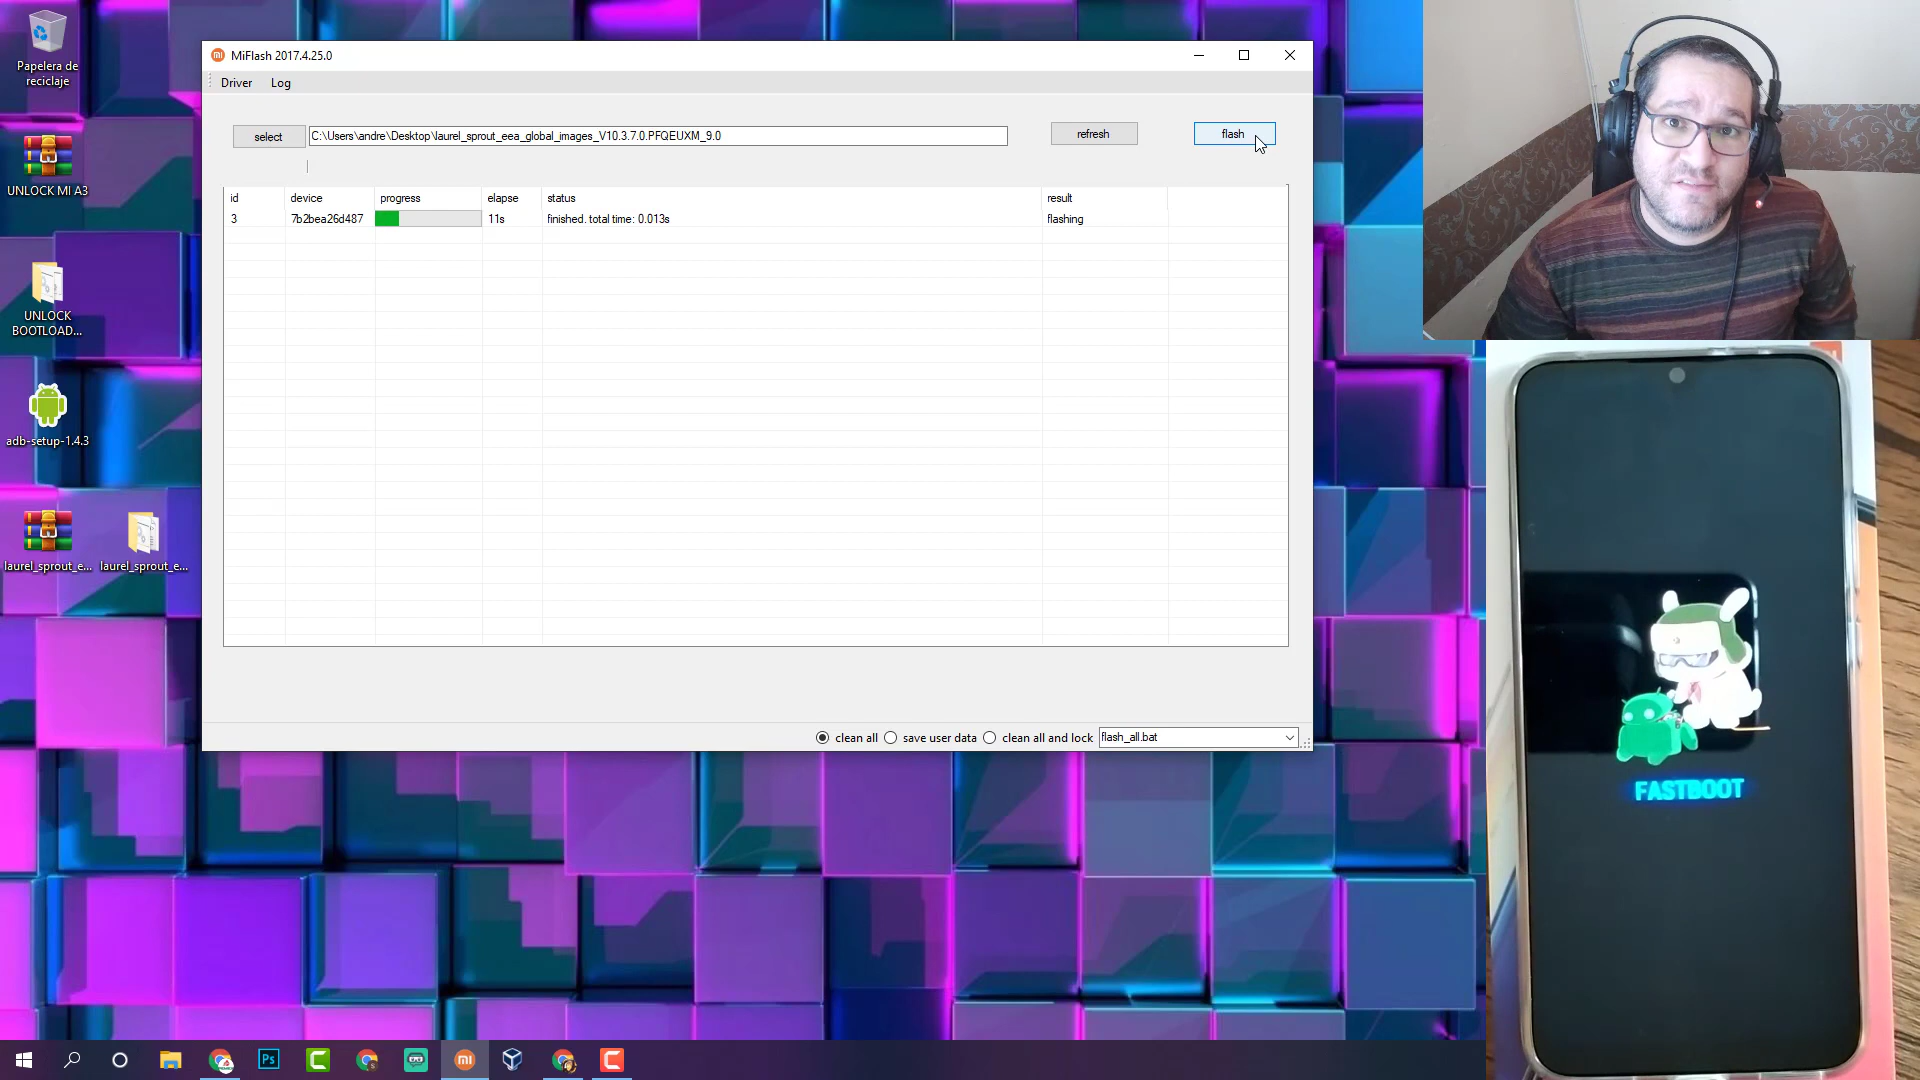 Papelera de
reciclaje
UNLOCK MI A3
UNLOCK
BOOTLOAD...
adb-setup-1.4.3
laurel_sprout_e...
laurel_sprout_e...
MiFlash 2017.4.25.0
Driver Log
select C:\Users\andre\Desktop\laurel_sprout_eea_global_images_V10.3.7.0.PFQEUXM_9.0 refresh flash
id device progress elapse status result
3 7b2bea26d487 11s finished. total time: 0.013s flashing
clean all save user data clean all and lock flash_all.bat
FASTBOOT
Ps